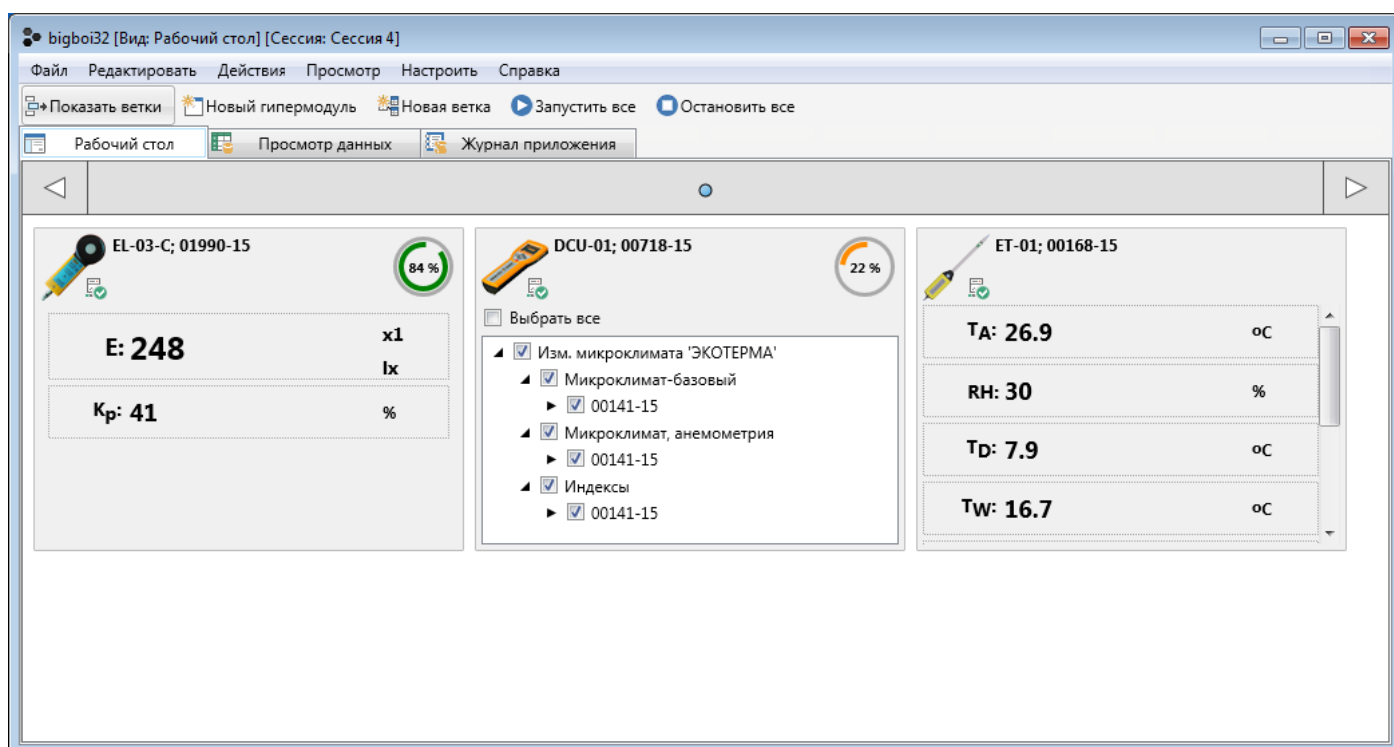 bigboi32 [Вид: Рабочий стол] [Сессия: Сессия 4]
Файл Редактировать Действия Просмотр Настроить Справка
Показать ветки Новый гипермодуль Новая ветка Запустить все Остановить все
Рабочий стол Просмотр данных Журнал приложения
EL-03-C; 01990-15
84 %
E: 248 x1
lx
Kp: 41 %
DCU-01; 00718-15
22 %
Выбрать все
Изм. микроклимата 'ЭКОТЕРМА'
Микроклимат-базовый
00141-15
Микроклимат, анемометрия
00141-15
Индексы
00141-15
ET-01; 00168-15
TA: 26.9 oC
RH: 30 %
TD: 7.9 oC
TW: 16.7 oC